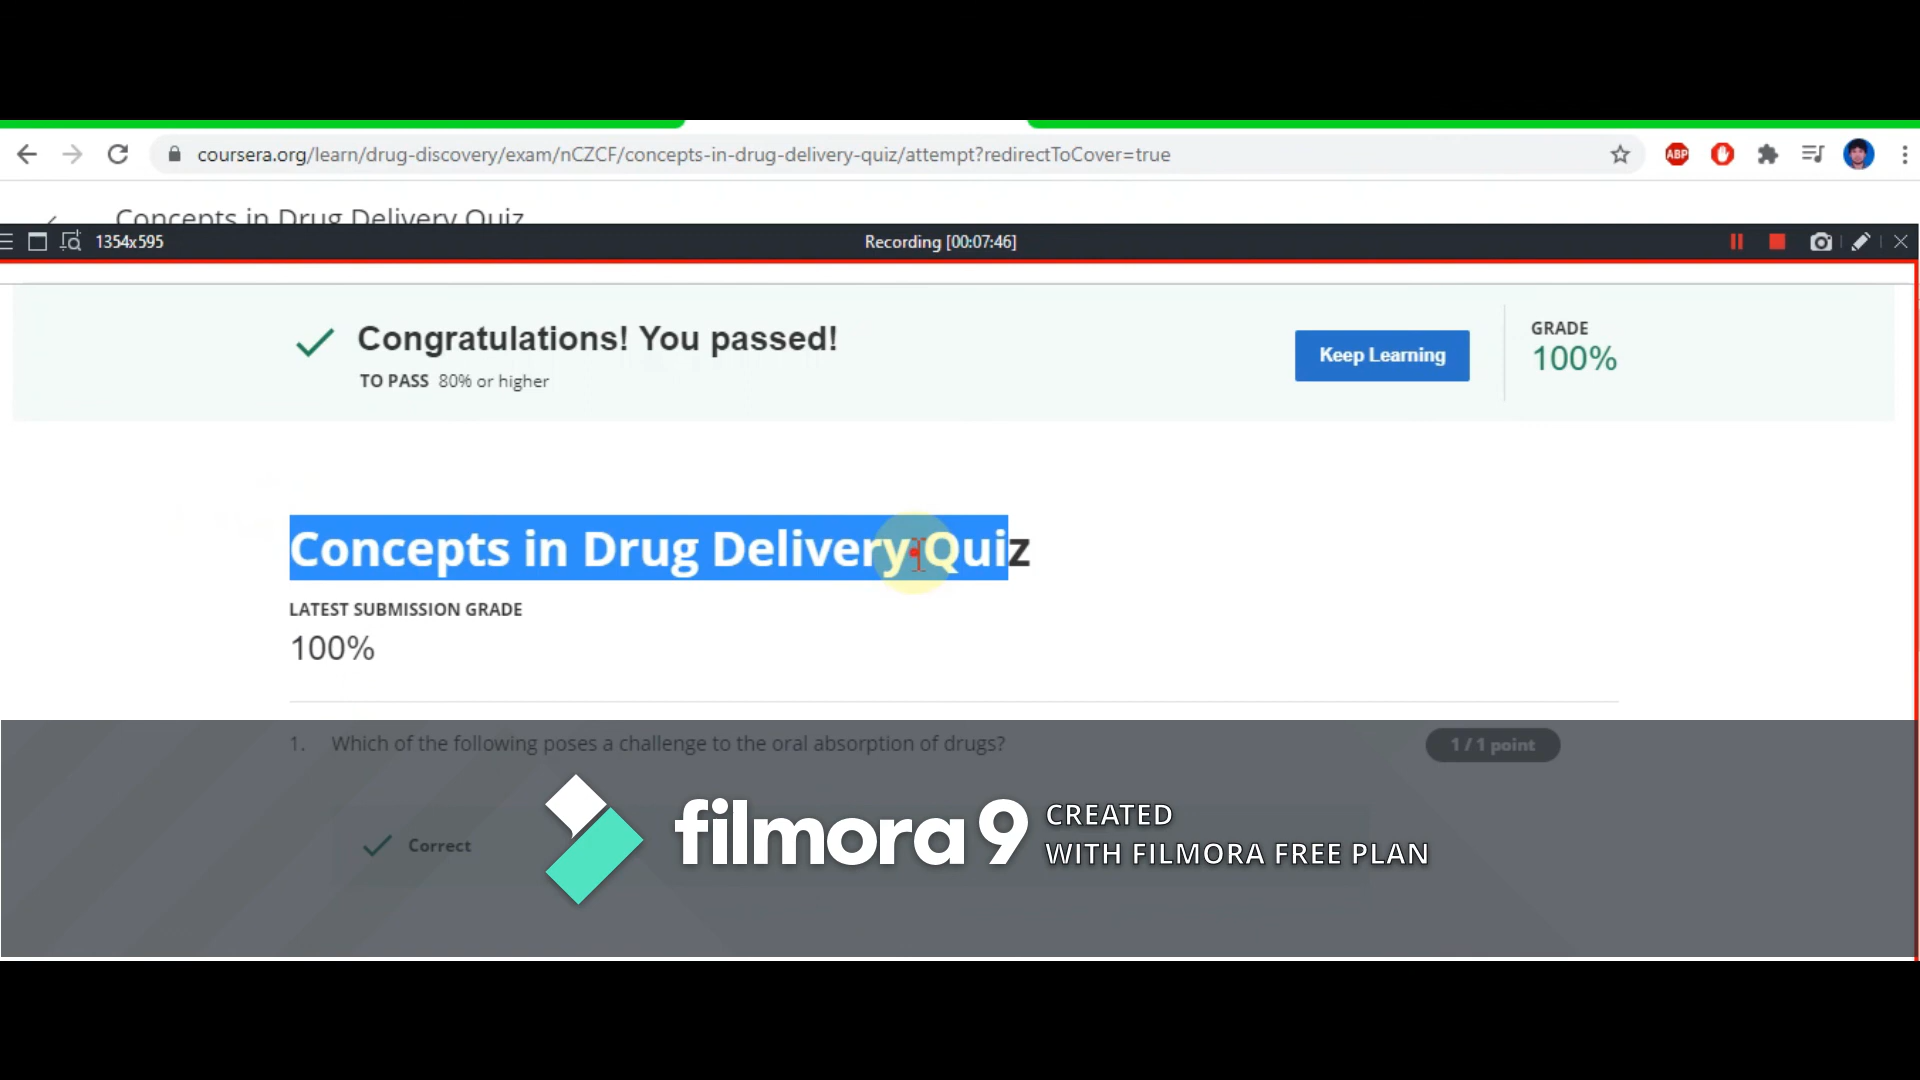 coursera.org/learn/drug-discovery/exam/nCZCF/concepts-in-drug-delivery-quiz/attempt?redirectToCover=true
ABP
Concepts in Drug Delivery Quiz
1354x595
Recording [00:07:46]
Congratulations! You passed!
TO PASS 80% or higher
Keep Learning
GRADE
100%
Concepts in Drug Delivery Quiz
LATEST SUBMISSION GRADE
100%
1. Which of the following poses a challenge to the oral absorption of drugs?
1 / 1 point
Correct
filmora 9
CREATED
WITH FILMORA FREE PLAN